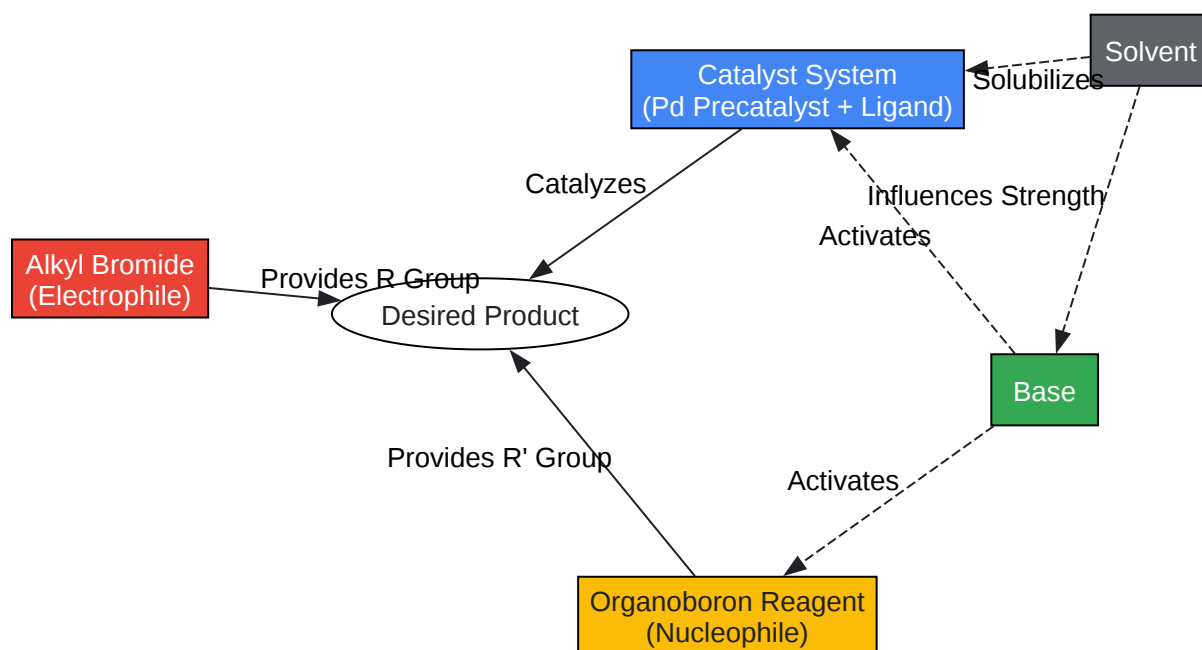 Solvent
Catalyst System
(Pd Precatalyst + Ligand)
Solubilizes
Catalyzes
Influences Strength
Activates
Alkyl Bromide
(Electrophile)
Provides R Group
Desired Product
Base
Provides R' Group
Activates
Organoboron Reagent
(Nucleophile)